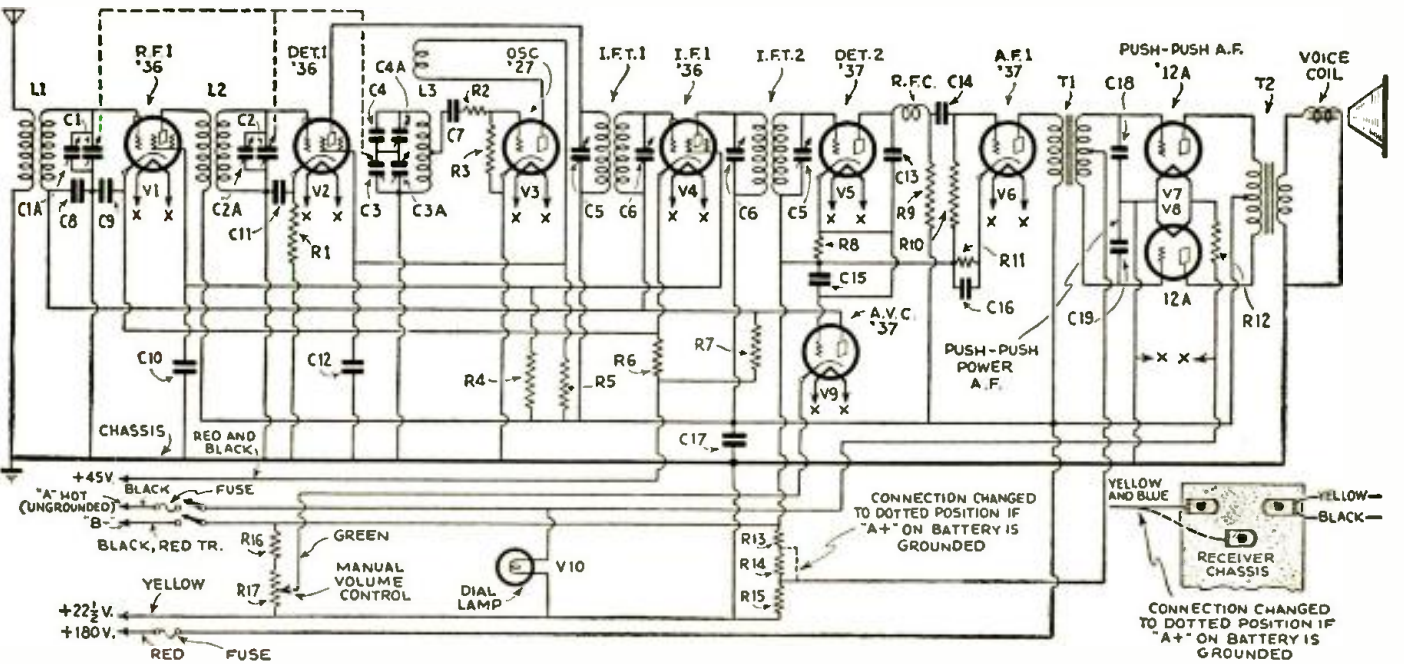 R.F.1
'36
DET.1
'36
OSC
'27
I.F.T.1
I.F.1
'36
I.F.T.2
DET.2
'37
R.F.C.
C14
A.F.1
'37
T1
PUSH-PUSH A.F.
'12A
C18
T2
VOICE
COIL
L1
C1
L2
C2
C4
C4A
L3
R2
C7
R3
V1
X X
V2
X X
V3
X X
V4
X X
V5
X X
V6
X X
V7
V8
C1A
C8
C9
C2A
C11
R1
C3
C3A
C5
C6
C6
C5
C13
R9
R8
R10
R11
C15
C16
C19
12A
R12
A.V.C.
'37
C10
C12
R4
R5
R6
R7
V9
X X
PUSH-PUSH
POWER
A.F.
X X
CHASSIS
RED AND
BLACK
C17
+45V.
BLACK
FUSE
"A" HOT
(UNGROUNDED)
"B-"
BLACK, RED TR.
R16
GREEN
R17
MANUAL
VOLUME
CONTROL
DIAL
LAMP
V10
R13
R14
R15
CONNECTION CHANGED
TO DOTTED POSITION IF
"A+" ON BATTERY IS
GROUNDED
YELLOW
+22½V.
+180V.
RED
FUSE
YELLOW
AND BLUE
YELLOW
BLACK
RECEIVER
CHASSIS
CONNECTION CHANGED
TO DOTTED POSITION IF
"A+" ON BATTERY IS
GROUNDED